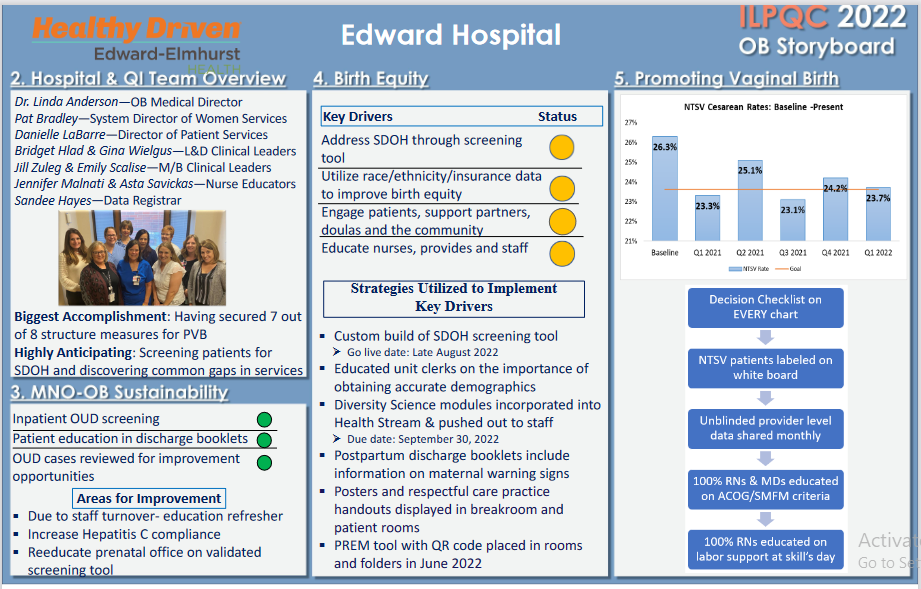 Healthy Driven
Edward-Elmhurst
HEALTH
Edward Hospital
ILPQC 2022
OB Storyboard
2. Hospital & QI Team Overview
Dr. Linda Anderson—OB Medical Director
Pat Bradley—System Director of Women Services
Danielle LaBarre—Director of Patient Services
Bridget Hlad & Gina Wielgus—L&D Clinical Leaders
Jill Zuleg & Emily Scalise—M/B Clinical Leaders
Jennifer Malnati & Asta Savickas—Nurse Educators
Sandee Hayes—Data Registrar
Biggest Accomplishment: Having secured 7 out
of 8 structure measures for PVB
Highly Anticipating: Screening patients for
SDOH and discovering common gaps in services
3. MNO-OB Sustainability
Inpatient OUD screening
Patient education in discharge booklets
OUD cases reviewed for improvement
opportunities
Areas for Improvement
▪ Due to staff turnover- education refresher
▪ Increase Hepatitis C compliance
▪ Reeducate prenatal office on validated
screening tool
4. Birth Equity
Key Drivers Status
Address SDOH through screening
tool
Utilize race/ethnicity/insurance data
to improve birth equity
Engage patients, support partners,
doulas and the community
Educate nurses, provides and staff
Strategies Utilized to Implement
Key Drivers
▪ Custom build of SDOH screening tool
➢ Go live date: Late August 2022
▪ Educated unit clerks on the importance of
obtaining accurate demographics
▪ Diversity Science modules incorporated into
Health Stream & pushed out to staff
➢ Due date: September 30, 2022
▪ Postpartum discharge booklets include
information on maternal warning signs
▪ Posters and respectful care practice
handouts displayed in breakroom and
patient rooms
▪ PREM tool with QR code placed in rooms
and folders in June 2022
5. Promoting Vaginal Birth
NTSV Cesarean Rates: Baseline -Present
27%
26%
25%
24%
23%
22%
21%
26.3%
23.3%
25.1%
23.1%
24.2%
23.7%
Baseline Q1 2021 Q2 2021 Q3 2021 Q4 2021 Q1 2022
NTSV Rate Goal
Decision Checklist on
EVERY chart
NTSV patients labeled on
white board
Unblinded provider level
data shared monthly
100% RNs & MDs educated
on ACOG/SMFM criteria
100% RNs educated on
labor support at skill's day
Activa
Go to Se